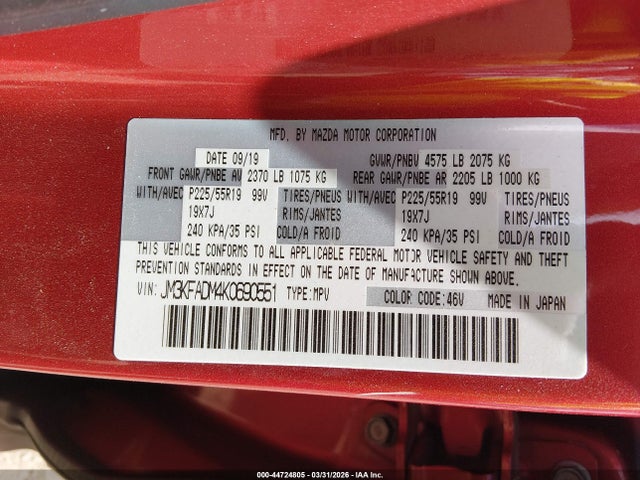 MFD. BY MAZDA MOTOR CORPORATION
DATE 09/19 GVWR/PNBV 4575 LB 2075 KG
FRONT GAWR/PNBE AV 2370 LB 1075 KG REAR GAWR/PNBE AR 2205 LB 1000 KG
WITH/AVEC P225/55R19 99V TIRES/PNEUS WITH/AVEC P225/55R19 99V TIRES/PNEUS
19X7J RIMS/JANTES 19X7J RIMS/JANTES
240 KPA/35 PSI COLD/A FROID 240 KPA/35 PSI COLD/A FROID
THIS VEHICLE CONFORMS TO ALL APPLICABLE FEDERAL MOTOR VEHICLE SAFETY AND THEFT
PREVENTION STANDARDS IN EFFECT ON THE DATE OF MANUFACTURE SHOWN ABOVE.
VIN: JM3KFADM4K0690551 TYPE:MPV COLOR CODE:46V MADE IN JAPAN
000-44724805 | 03/31/2026 | IAA Inc.